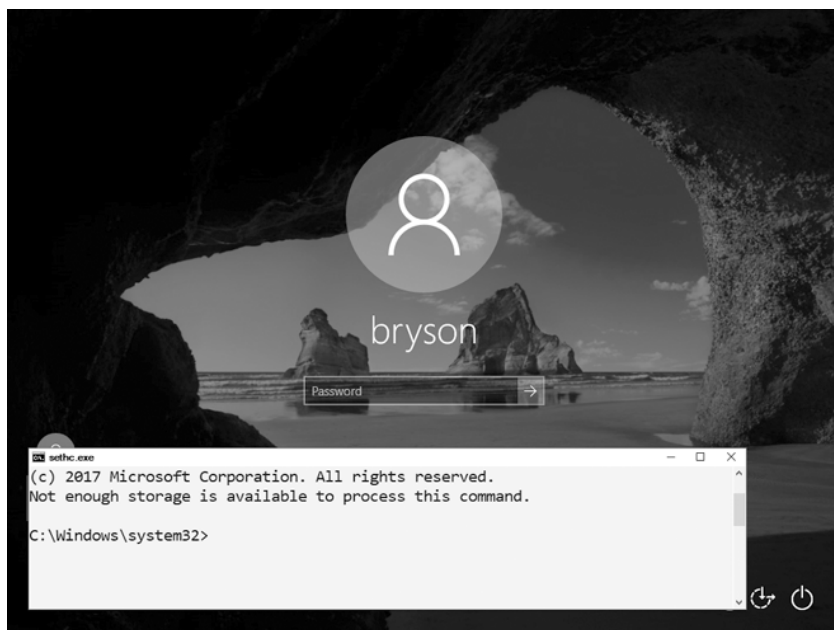 bryson
Password
sethc.exe
(c) 2017 Microsoft Corporation. All rights reserved.
Not enough storage is available to process this command.
C:\Windows\system32>